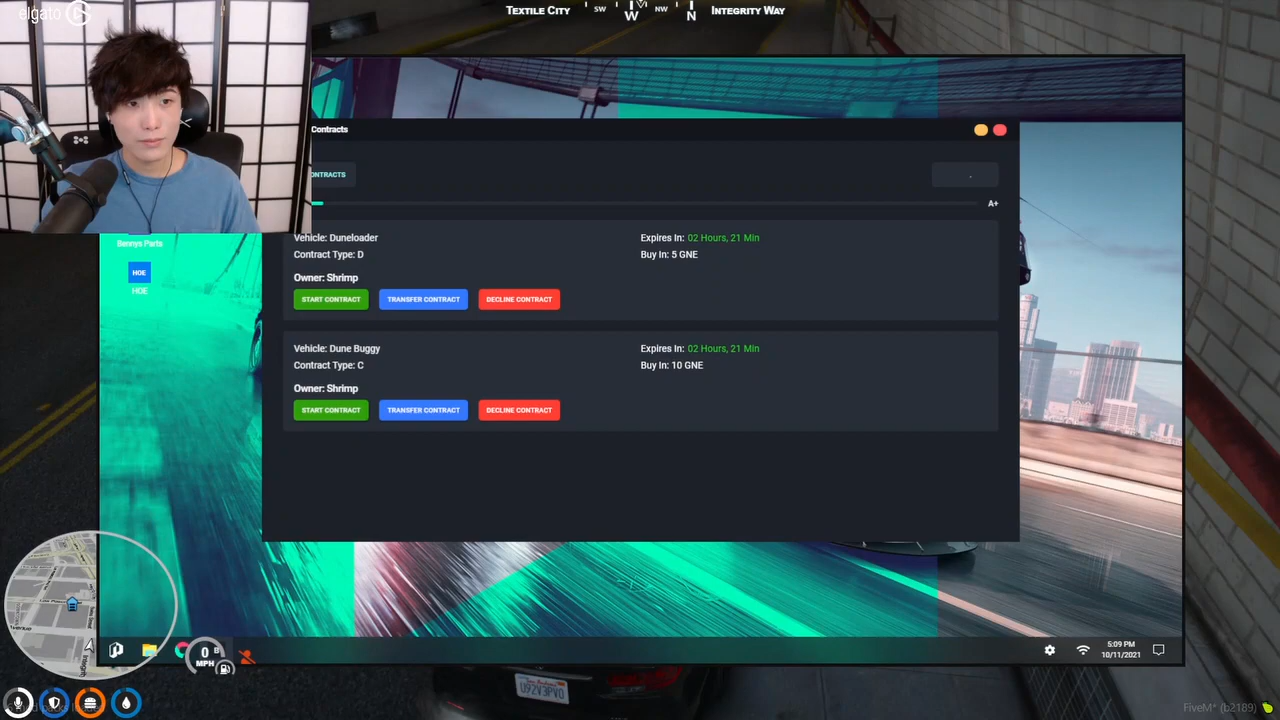 elgato
Textile City
SW
W
NW
N
Integrity Way
Contracts
ONTRACTS
A+
Vehicle: Duneloader
Expires In: 02 Hours, 21 Min
Contract Type: D
Buy In: 5 GNE
Owner: Shrimp
START CONTRACT
TRANSFER CONTRACT
DECLINE CONTRACT
Vehicle: Dune Buggy
Expires In: 02 Hours, 21 Min
Contract Type: C
Buy In: 10 GNE
Owner: Shrimp
START CONTRACT
TRANSFER CONTRACT
DECLINE CONTRACT
Bennys Parts
HOE
HOE
0
MPH
5:09 PM
10/11/2021
FiveM* (b2189)